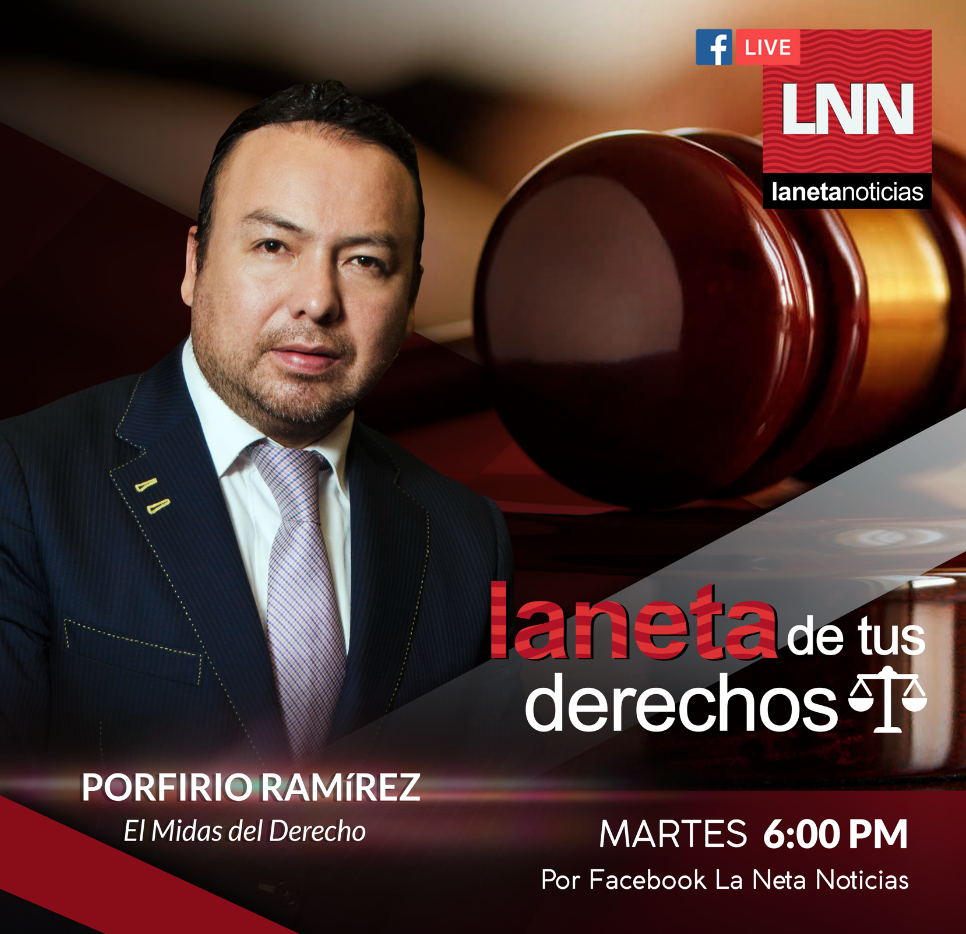 f LIVE
LNN
lanetanoticias
laneta de tus
derechos
PORFIRIO RAMíREZ
El Midas del Derecho
MARTES 6:00 PM
Por Facebook La Neta Noticias